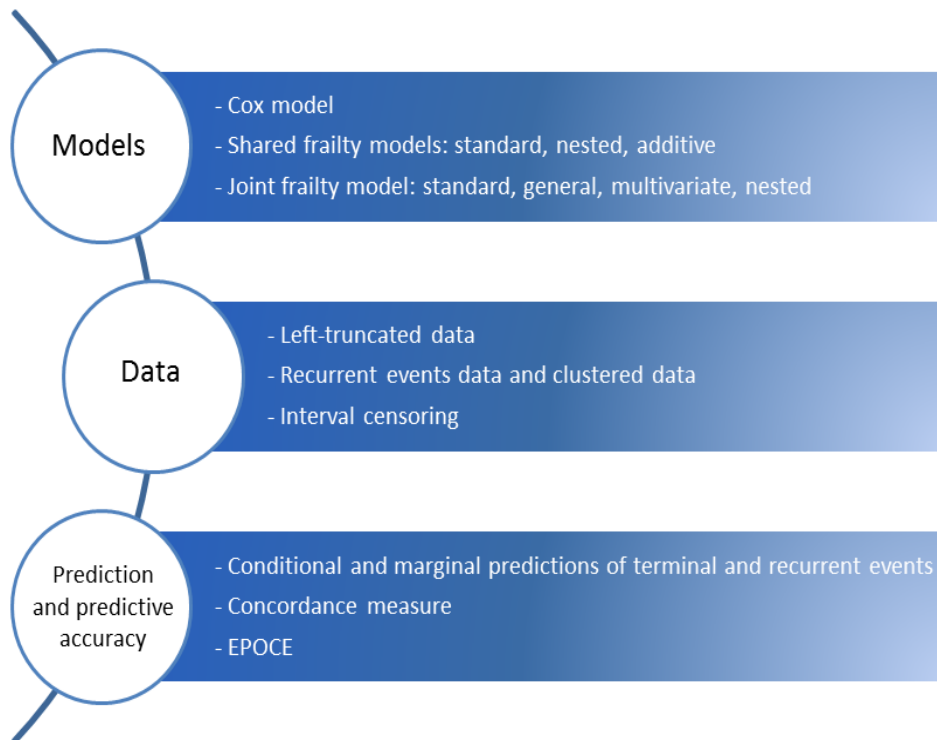 Models
- Cox model
- Shared frailty models: standard, nested, additive
- Joint frailty model: standard, general, multivariate, nested
Data
- Left-truncated data
- Recurrent events data and clustered data
- Interval censoring
Prediction
and predictive
accuracy
- Conditional and marginal predictions of terminal and recurrent events
- Concordance measure
- EPOCE